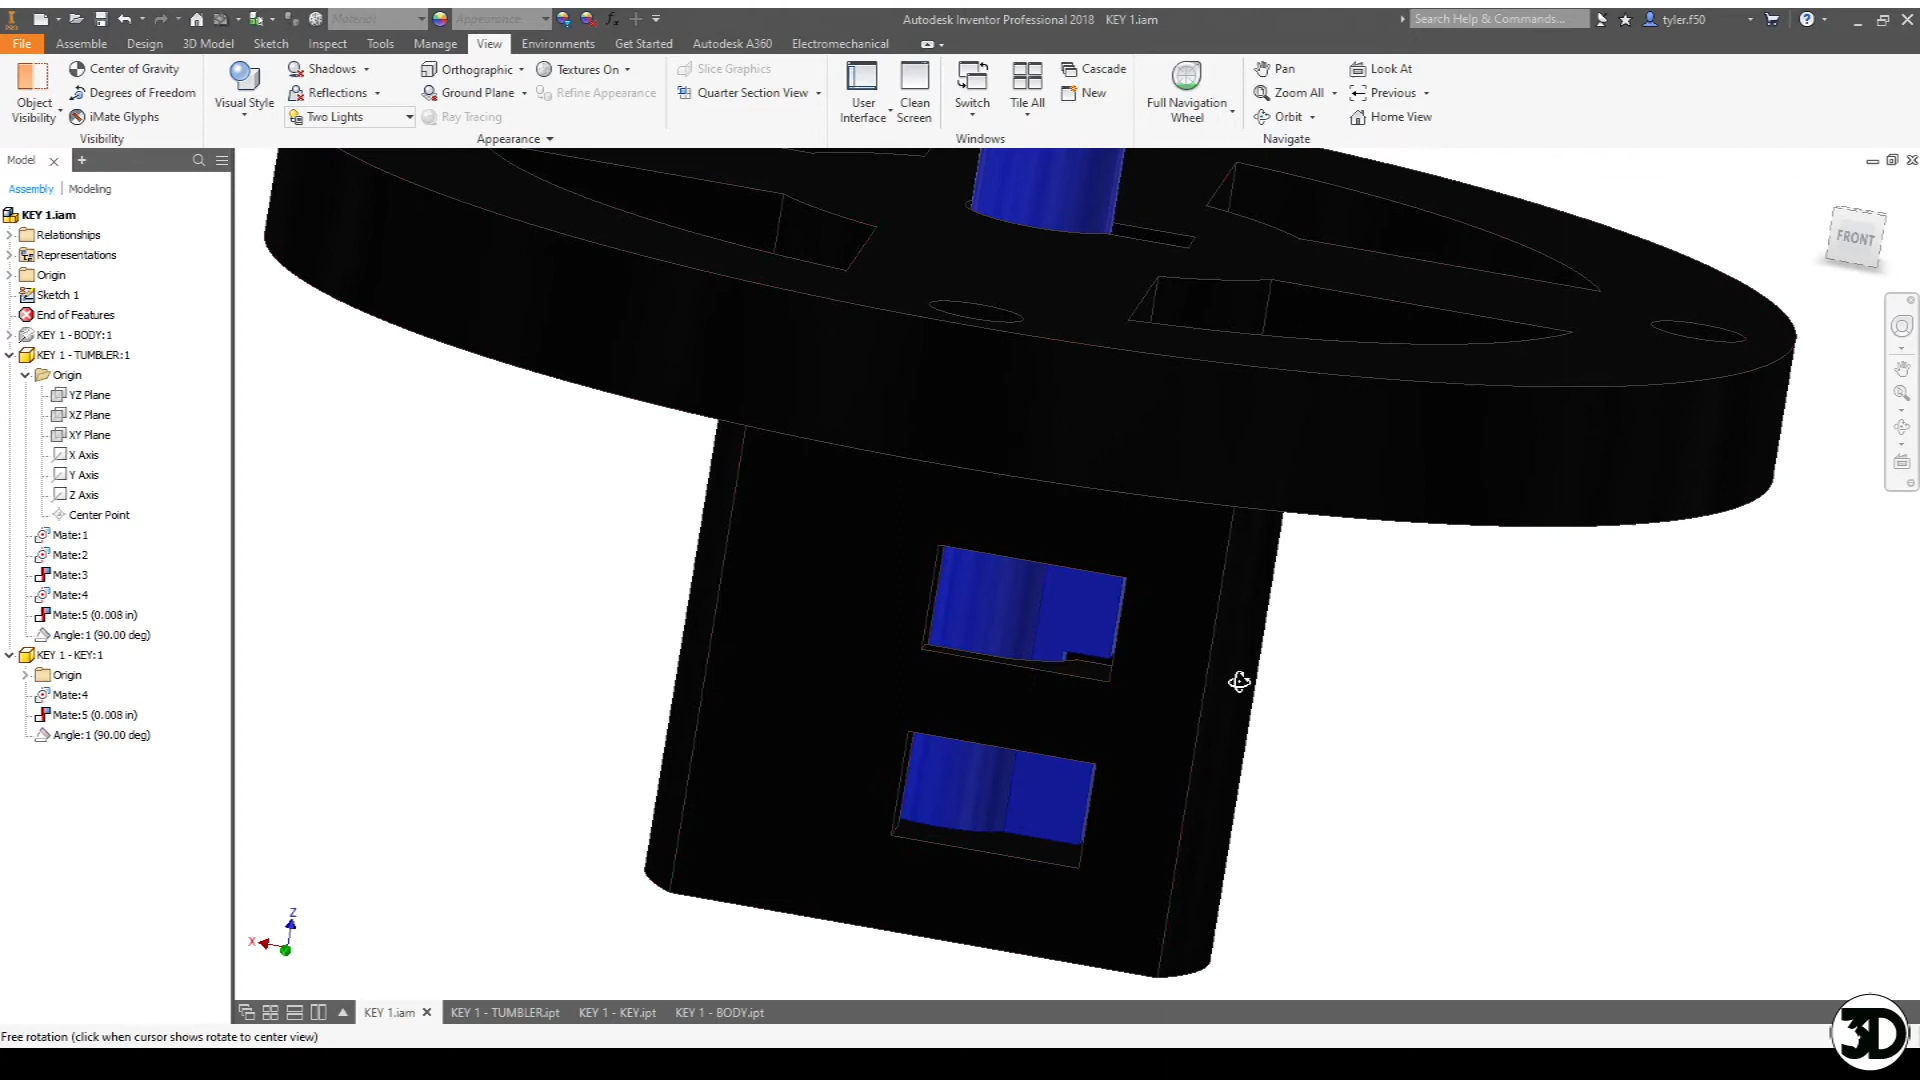 Material
Appearance
Autodesk Inventor Professional 2018 KEY 1.iam
Search Help & Commands...
tyler.f50
File Assemble Design 3D Model Sketch Inspect Tools Manage View Environments Get Started Autodesk A360 Electromechanical
Object Visibility
Center of Gravity
Degrees of Freedom
iMate Glyphs
Visibility
Visual Style
Shadows
Reflections
Two Lights
Orthographic
Ground Plane
Ray Tracing
Textures On
Refine Appearance
Appearance
Slice Graphics
Quarter Section View
User Interface
Clean Screen
Switch
Tile All
Cascade
New
Windows
Full Navigation Wheel
Pan
Zoom All
Orbit
Look At
Previous
Home View
Navigate
Model
Assembly | Modeling
KEY 1.iam
Relationships
Representations
Origin
Sketch 1
End of Features
KEY 1 - BODY:1
KEY 1 - TUMBLER:1
Origin
YZ Plane
XZ Plane
XY Plane
X Axis
Y Axis
Z Axis
Center Point
Mate:1
Mate:2
Mate:3
Mate:4
Mate:5 (0.008 in)
Angle:1 (90.00 deg)
KEY 1 - KEY:1
Origin
Mate:4
Mate:5 (0.008 in)
Angle:1 (90.00 deg)
FRONT
Z
X
KEY 1.iam KEY 1 - TUMBLER.ipt KEY 1 - KEY.ipt KEY 1 - BODY.ipt
Free rotation (click when cursor shows rotate to center view)
3D